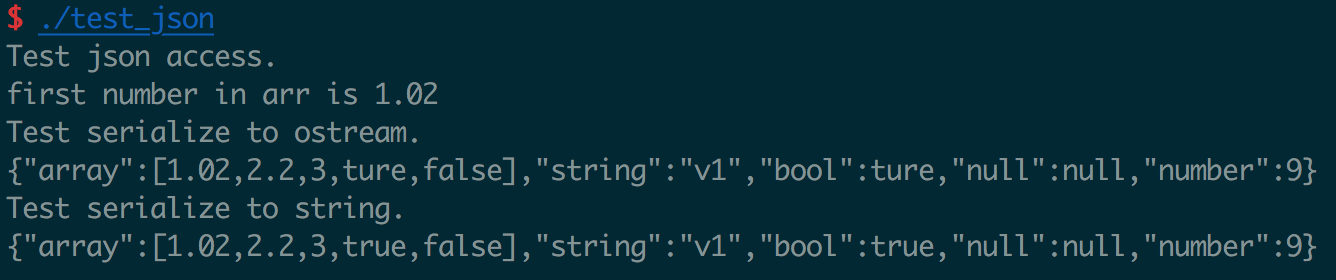 $ ./test_json
Test json access.
first number in arr is 1.02
Test serialize to ostream.
{"array":[1.02,2.2,3,ture,false],"string":"v1","bool":ture,"null":null,"number":9}
Test serialize to string.
{"array":[1.02,2.2,3,true,false],"string":"v1","bool":true,"null":null,"number":9}